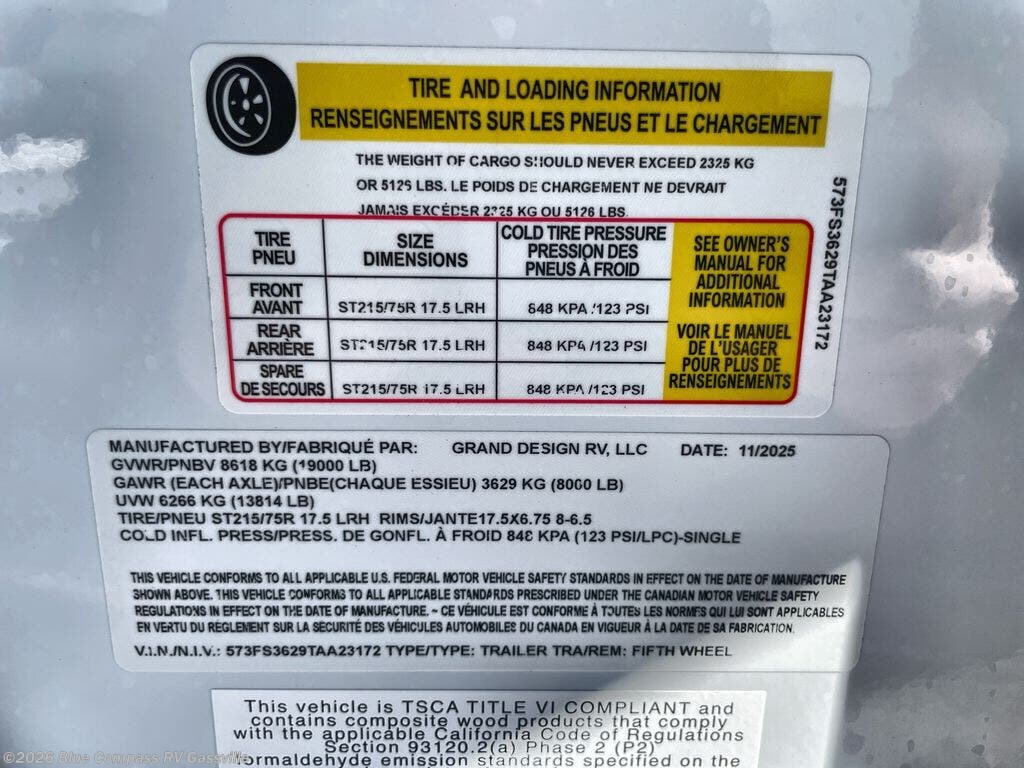 TIRE AND LOADING INFORMATION
RENSEIGNEMENTS SUR LES PNEUS ET LE CHARGEMENT
THE WEIGHT OF CARGO SHOULD NEVER EXCEED 2325 KG
OR 5126 LBS. LE POIDS DE CHARGEMENT NE DEVRAIT
JAMAIS EXCÉDER 2325 KG OU 5126 LBS.
TIRE
PNEU
SIZE
DIMENSIONS
COLD TIRE PRESSURE
PRESSION DES
PNEUS À FROID
FRONT
AVANT
ST215/75R 17.5 LRH
848 KPA /123 PSI
REAR
ARRIÈRE
ST215/75R 17.5 LRH
848 KPA /123 PSI
SPARE
DE SECOURS
ST215/75R 17.5 LRH
848 KPA /123 PSI
SEE OWNER'S
MANUAL FOR
ADDITIONAL
INFORMATION
VOIR LE MANUEL
DE L'USAGER
POUR PLUS DE
RENSEIGNEMENTS
573FS3629TAA23172
MANUFACTURED BY/FABRIQUÉ PAR: GRAND DESIGN RV, LLC DATE: 11/2025
GVWR/PNBV 8618 KG (19000 LB)
GAWR (EACH AXLE)/PNBE(CHAQUE ESSIEU) 3629 KG (8000 LB)
UVW 6266 KG (13814 LB)
TIRE/PNEU ST215/75R 17.5 LRH RIMS/JANTE17.5X6.75 8-6.5
COLD INFL. PRESS/PRESS. DE GONFL. À FROID 848 KPA (123 PSI/LPC)-SINGLE
THIS VEHICLE CONFORMS TO ALL APPLICABLE U.S. FEDERAL MOTOR VEHICLE SAFETY STANDARDS IN EFFECT ON THE DATE OF MANUFACTURE
SHOWN ABOVE. THIS VEHICLE CONFORMS TO ALL APPLICABLE STANDARDS PRESCRIBED UNDER THE CANADIAN MOTOR VEHICLE SAFETY
REGULATIONS IN EFFECT ON THE DATE OF MANUFACTURE. ~ CE VÉHICULE EST CONFORME À TOUTES LES NORMES QUI LUI SONT APPLICABLES
EN VERTU DU REGLEMENT SUR LA SECURITÉ DES VÉHICULES AUTOMOBILES DU CANADA EN VIGUEUR À LA DATE DE SA FABRICATION.
V.I.N./N.I.V.: 573FS3629TAA23172 TYPE/TYPE: TRAILER TRA/REM: FIFTH WHEEL
This vehicle is TSCA TITLE VI COMPLIANT and
contains composite wood products that comply
with the applicable California Code of Regulations
Section 93120.2(a) Phase 2 (P2)
formaldehyde emission standards specified on the
©2026 Blue Compass RV Gassville